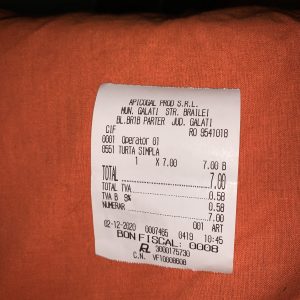 APICOGAL PROD S.R.L.
MUN. GALATI STR. BRAILEI
BL.BR1B PARTER JUD. GALATI
CIF RO 9541018
0001 Operator 01
0551 TURTA SIMPLA
1 X 7.00 7.00 B
TOTAL: 7.00
TOTAL TVA 0.58
TVA B 9% 0.58
NUMERAR 7.00
001 ART
02-12-2020 0007465 0419 10:45
BON FISCAL: 0008
3000175730
C.N. VF10008608